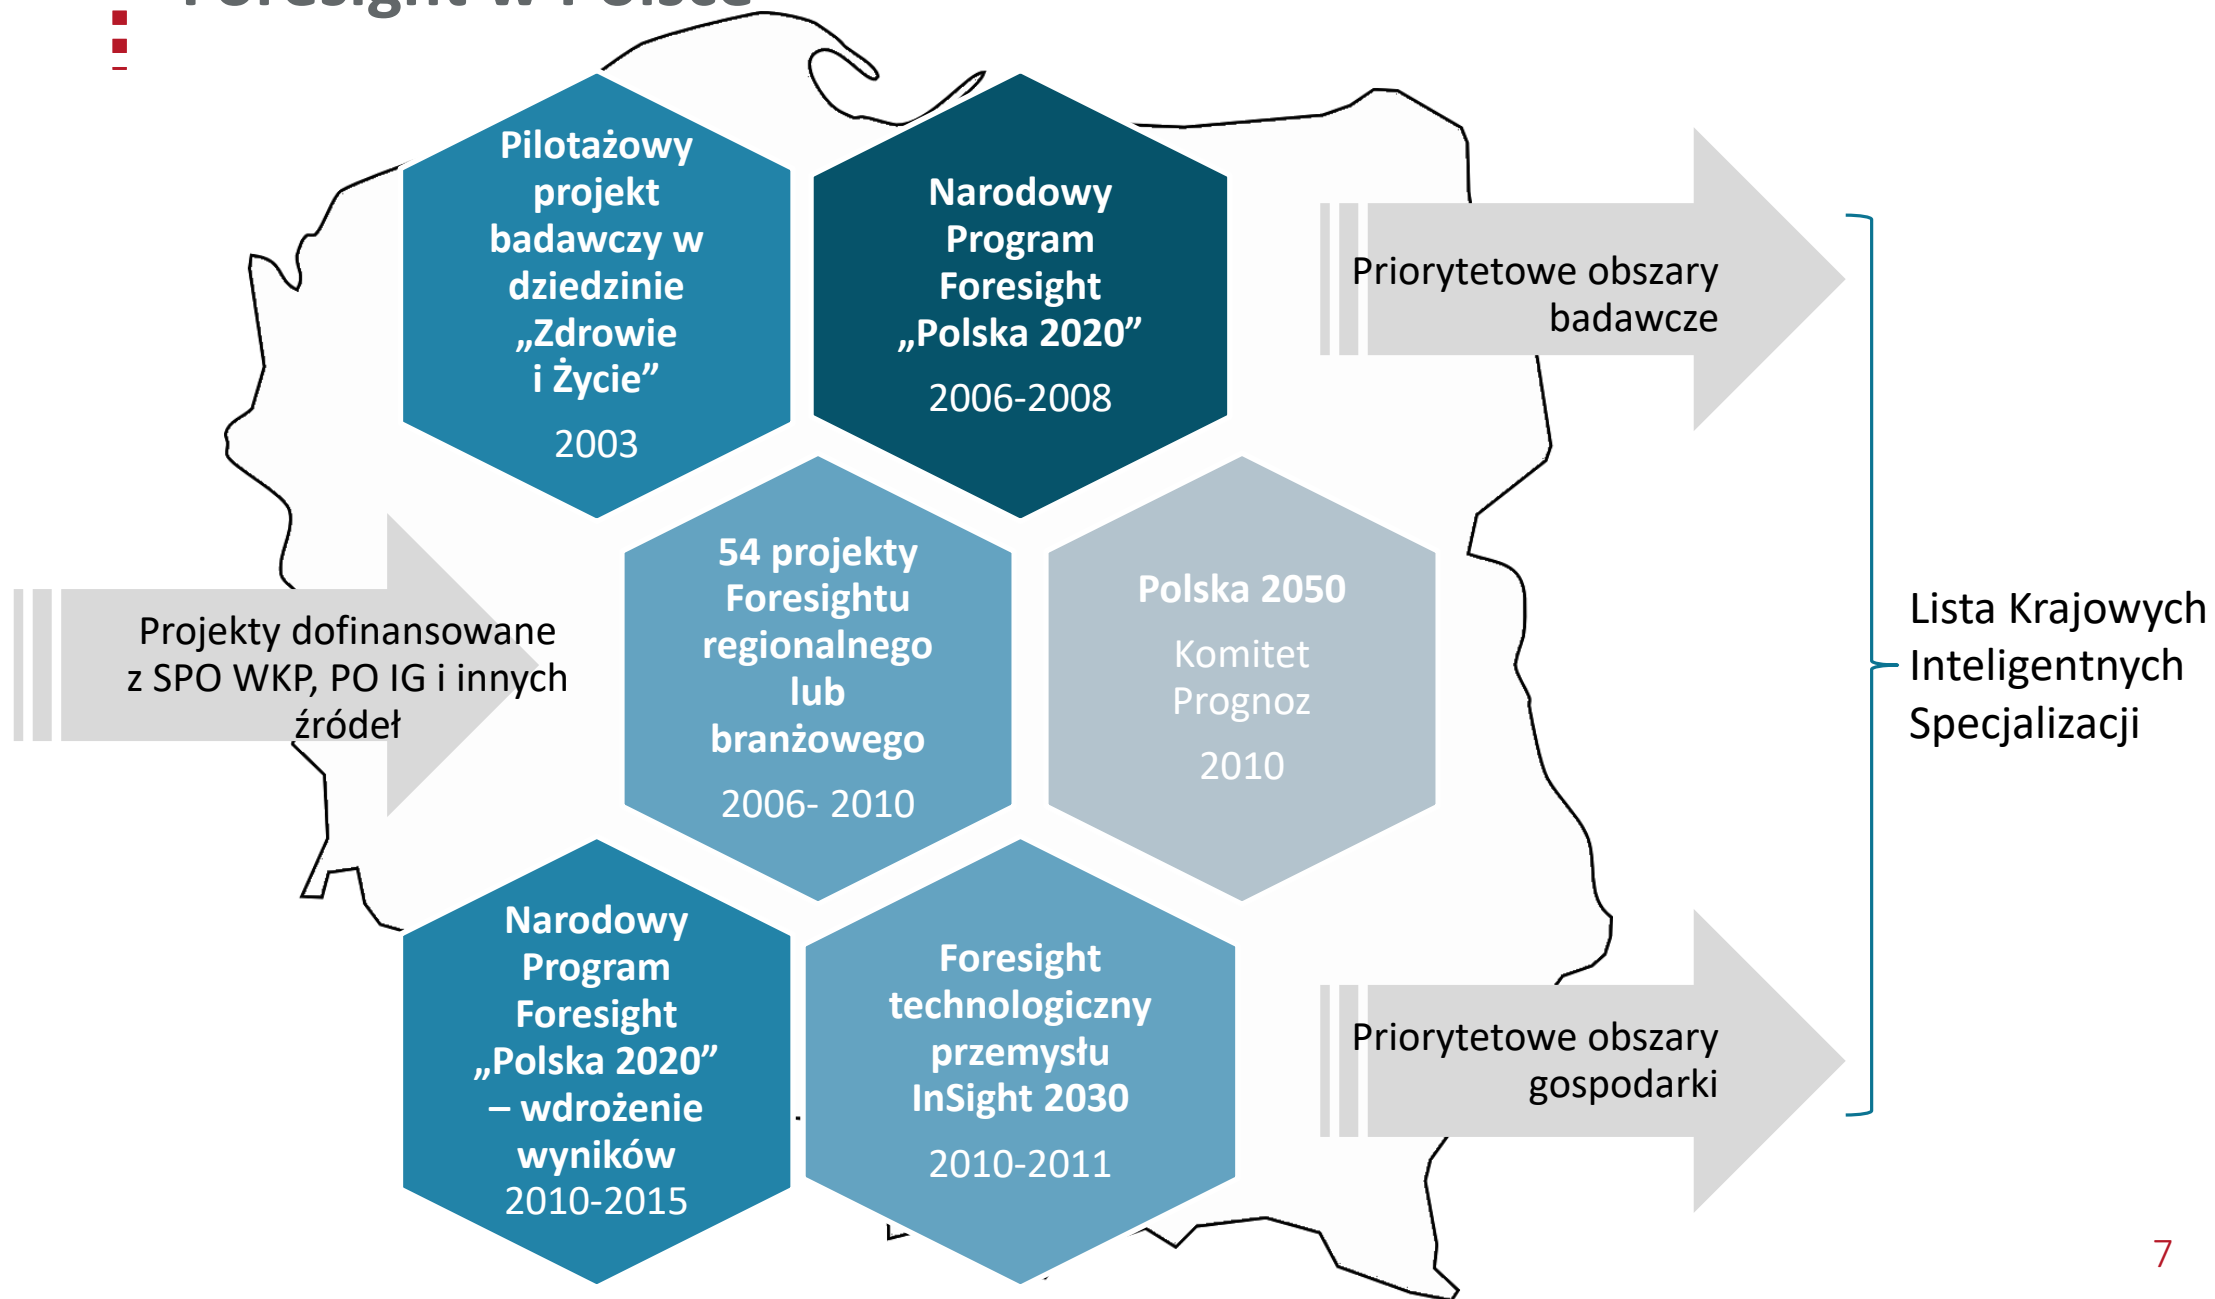 Foresight w Polsce
Pilotażowy
projekt
badawczy w
dziedzinie
„Zdrowie
i Życie”
2003
Narodowy
Program
Foresight
„Polska 2020”
2006-2008
Priorytetowe obszary
badawcze
Projekty dofinansowane
z SPO WKP, PO IG i innych
źródeł
54 projekty
Foresightu
regionalnego
lub
branżowego
2006- 2010
Polska 2050
Komitet
Prognoz
2010
Lista Krajowych
Inteligentnych
Specjalizacji
Narodowy
Program
Foresight
„Polska 2020”
– wdrożenie
wyników
2010-2015
Foresight
technologiczny
przemysłu
InSight 2030
2010-2011
Priorytetowe obszary
gospodarki
7